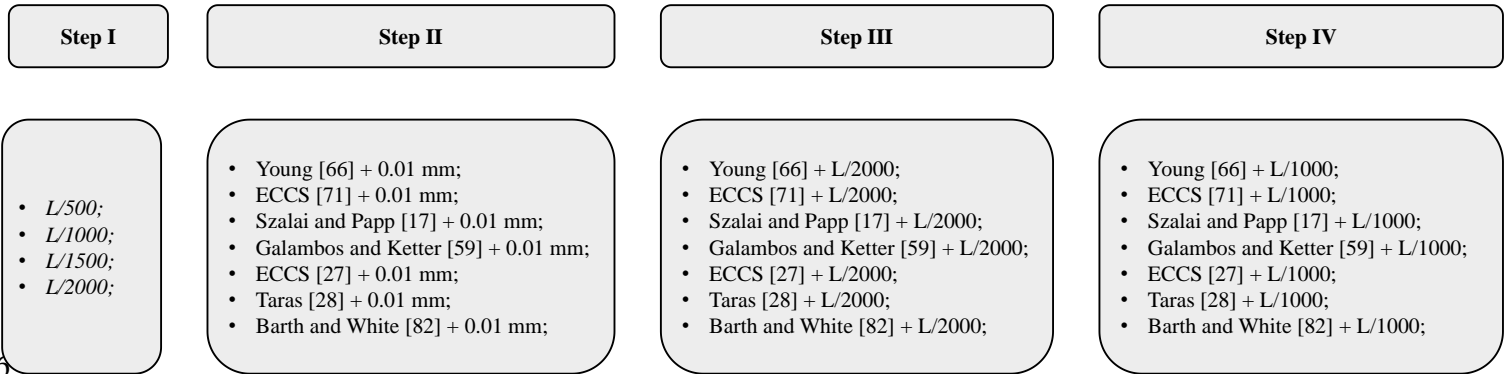 Step I
Step II
Step III
Step IV
• L/500;
• L/1000;
• L/1500;
• L/2000;
• Young [66] + 0.01 mm;
• ECCS [71] + 0.01 mm;
• Szalai and Papp [17] + 0.01 mm;
• Galambos and Ketter [59] + 0.01 mm;
• ECCS [27] + 0.01 mm;
• Taras [28] + 0.01 mm;
• Barth and White [82] + 0.01 mm;
• Young [66] + L/2000;
• ECCS [71] + L/2000;
• Szalai and Papp [17] + L/2000;
• Galambos and Ketter [59] + L/2000;
• ECCS [27] + L/2000;
• Taras [28] + L/2000;
• Barth and White [82] + L/2000;
• Young [66] + L/1000;
• ECCS [71] + L/1000;
• Szalai and Papp [17] + L/1000;
• Galambos and Ketter [59] + L/1000;
• ECCS [27] + L/1000;
• Taras [28] + L/1000;
• Barth and White [82] + L/1000;